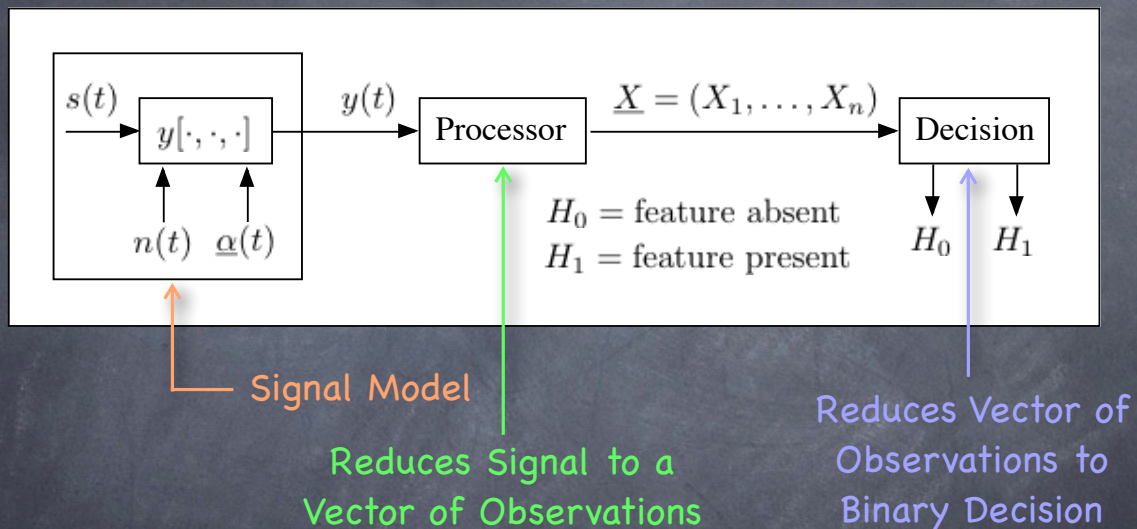 s(t)
y[·, ·, ·]
n(t) α(t)
y(t)
Processor
X = (X₁, . . . , Xₙ)
Decision
H₀ = feature absent
H₁ = feature present
H₀ H₁
Signal Model
Reduces Signal to a
Vector of Observations
Reduces Vector of
Observations to
Binary Decision